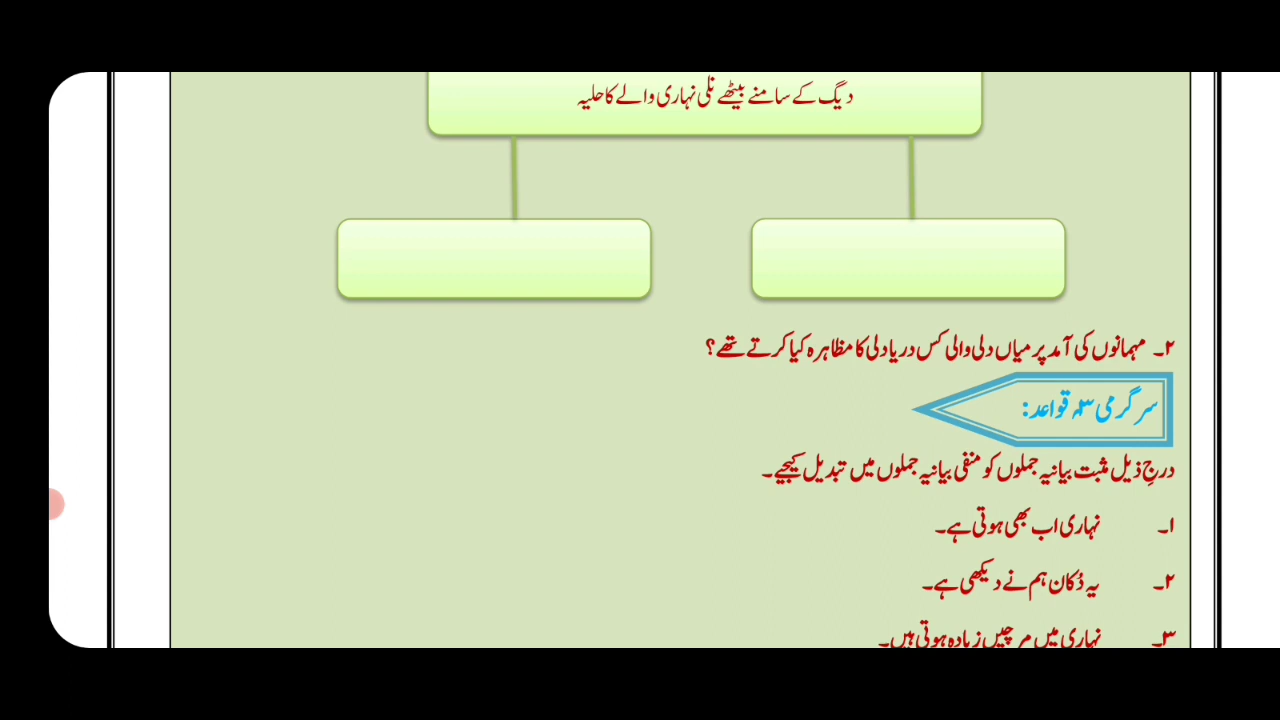 دیگ کے سامنے بیٹھے نلی نہاری والے کا حلیہ
۲۔ مہمانوں کی آمد پر میاں دلی والی کس دریا دلی کا مظاہرہ کیا کرتے تھے؟
سرگرمی ۳: قواعد:
درجِ ذیل مثبت بیانیہ جملوں کو منفی بیانیہ جملوں میں تبدیل کیجیے۔
۱۔ نہاری اب بھی ہوتی ہے۔
۲۔ یہ دُکان ہم نے دیکھی ہے۔
۳۔ نہاری میں مرچیں زیادہ ہوتی ہیں۔